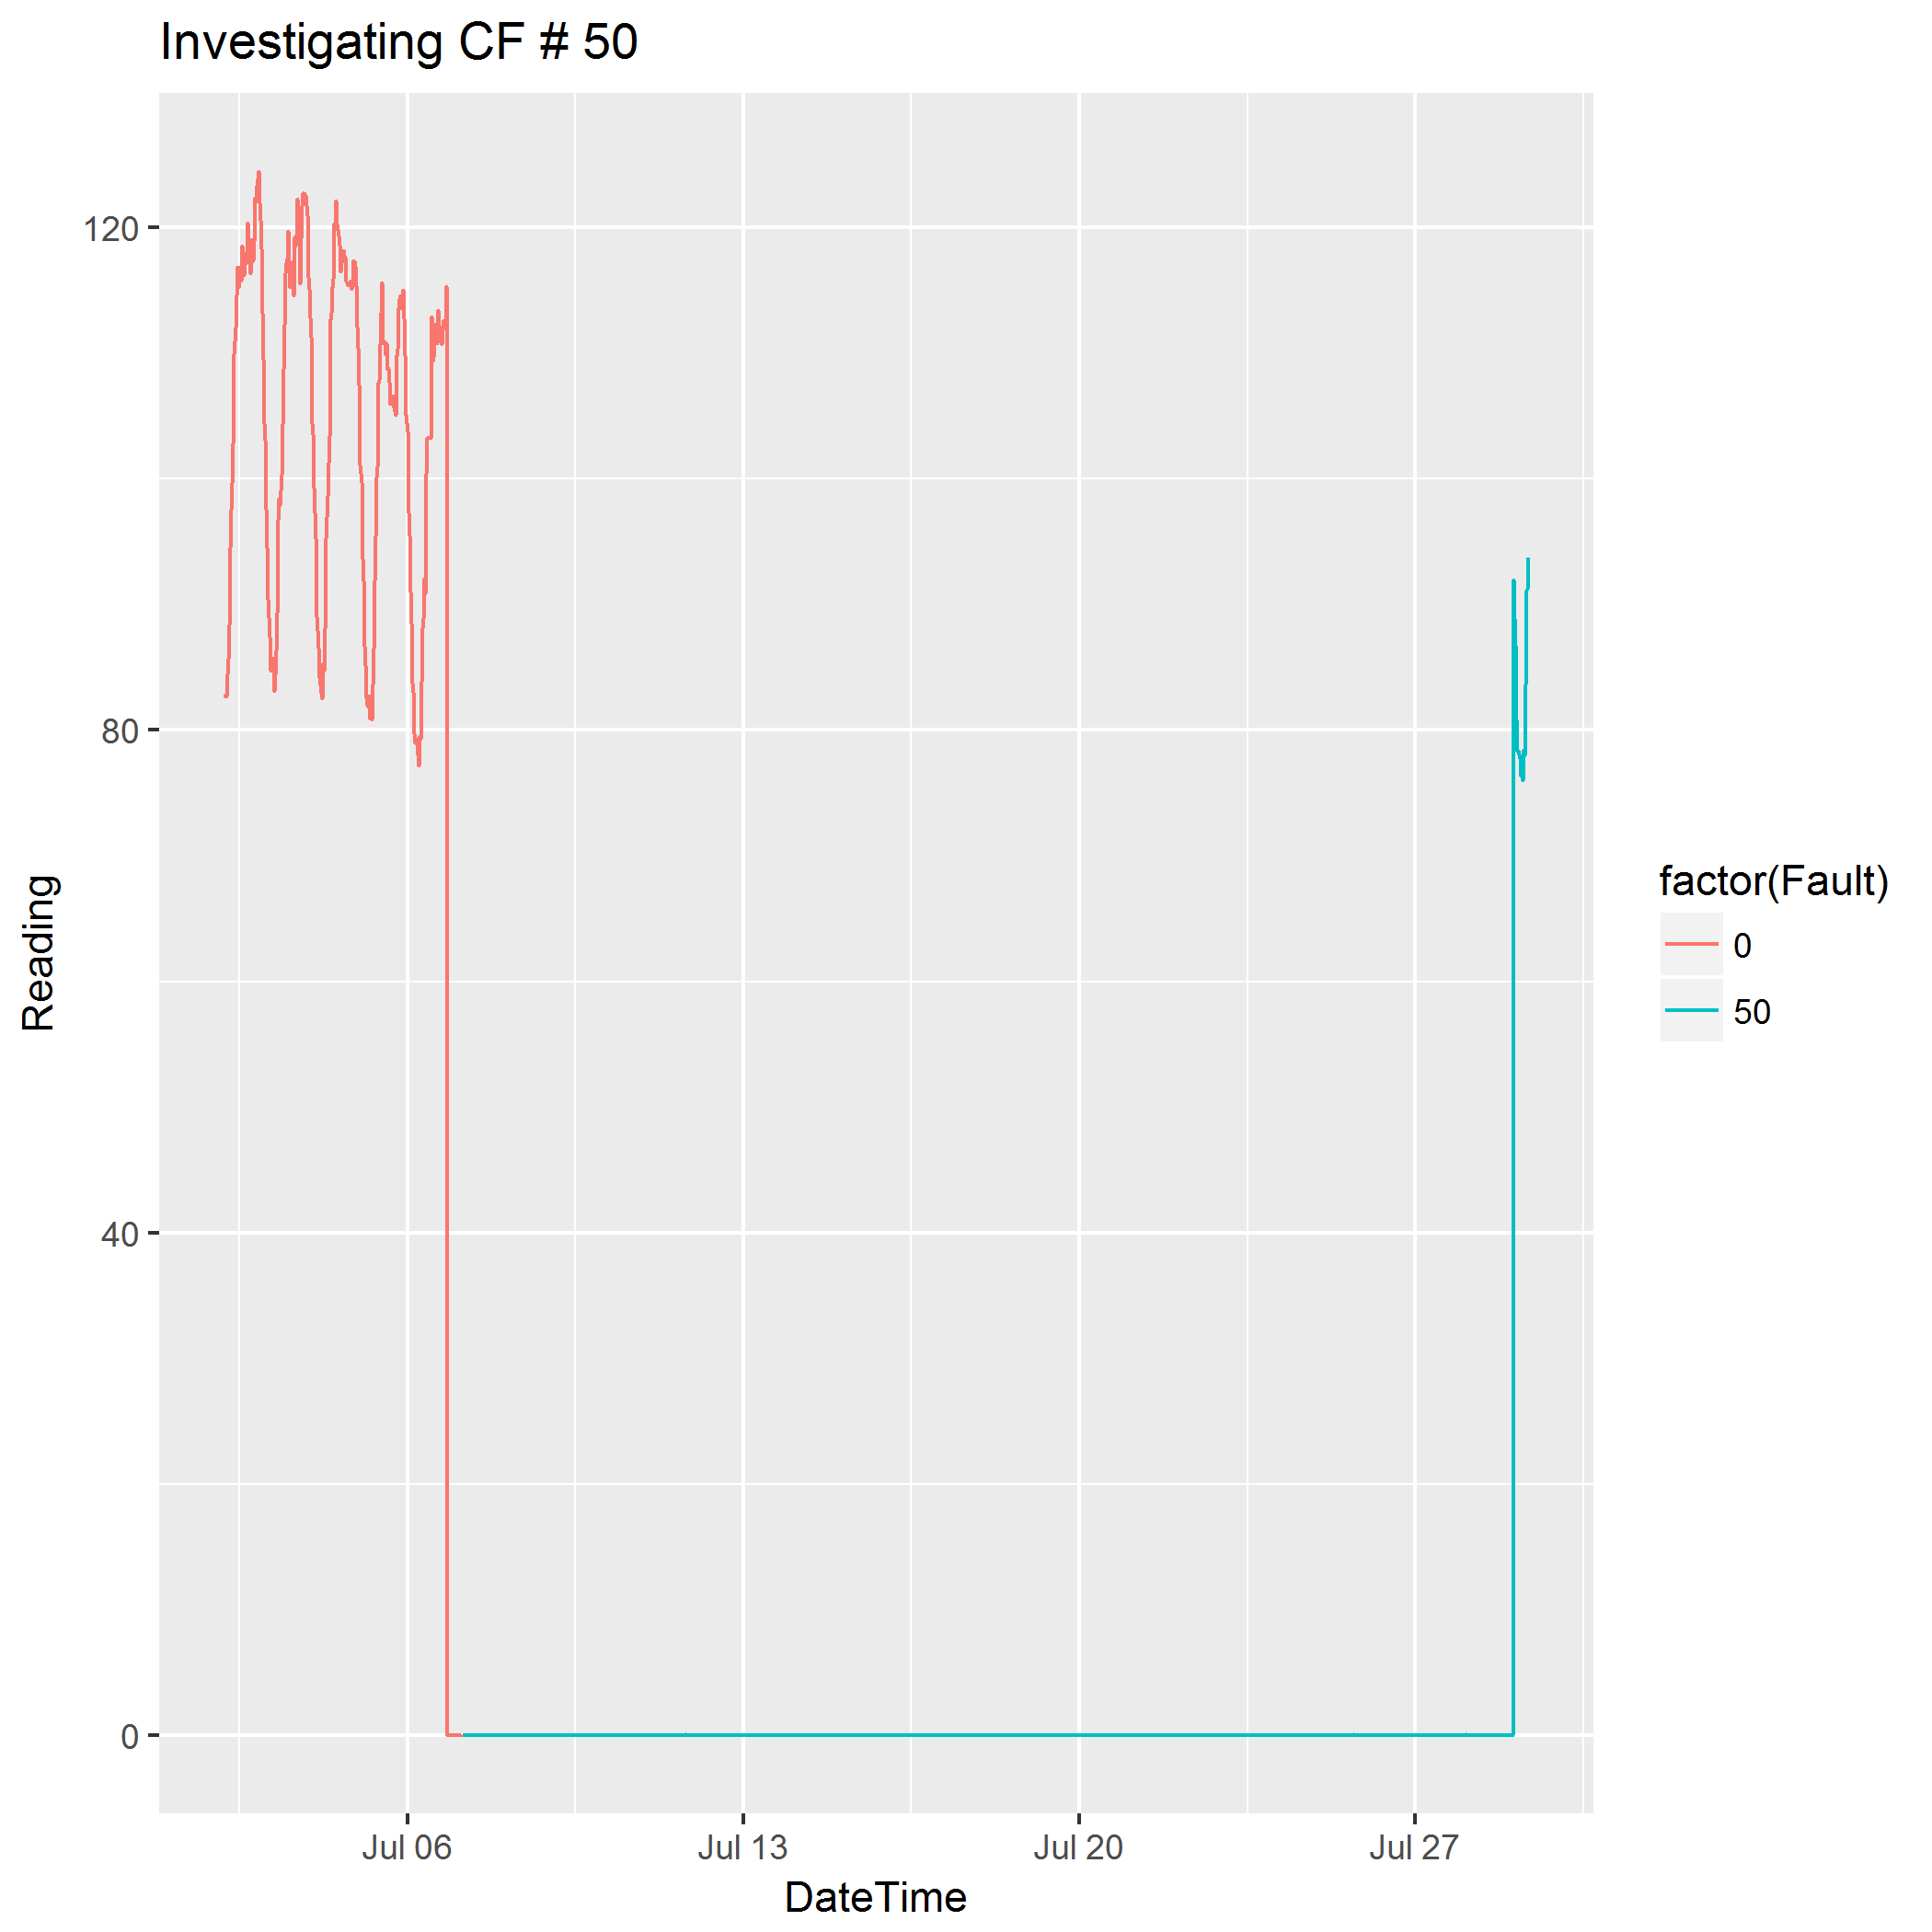 Investigating CF # 50
120
80
40
0
Reading
Jul 06
Jul 13
Jul 20
Jul 27
DateTime
factor(Fault)
0
50